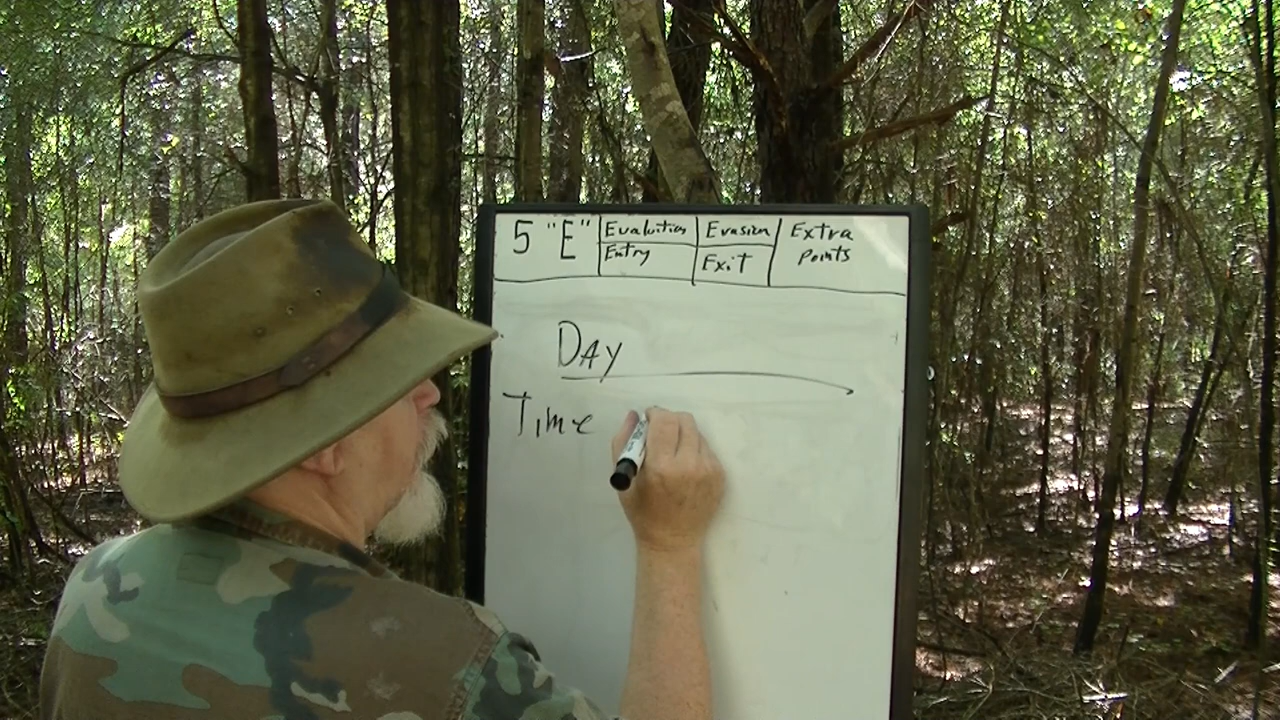 5 "E"
Evaluation
Entry
Evasion
Exit
Extra
Points
Day
Time